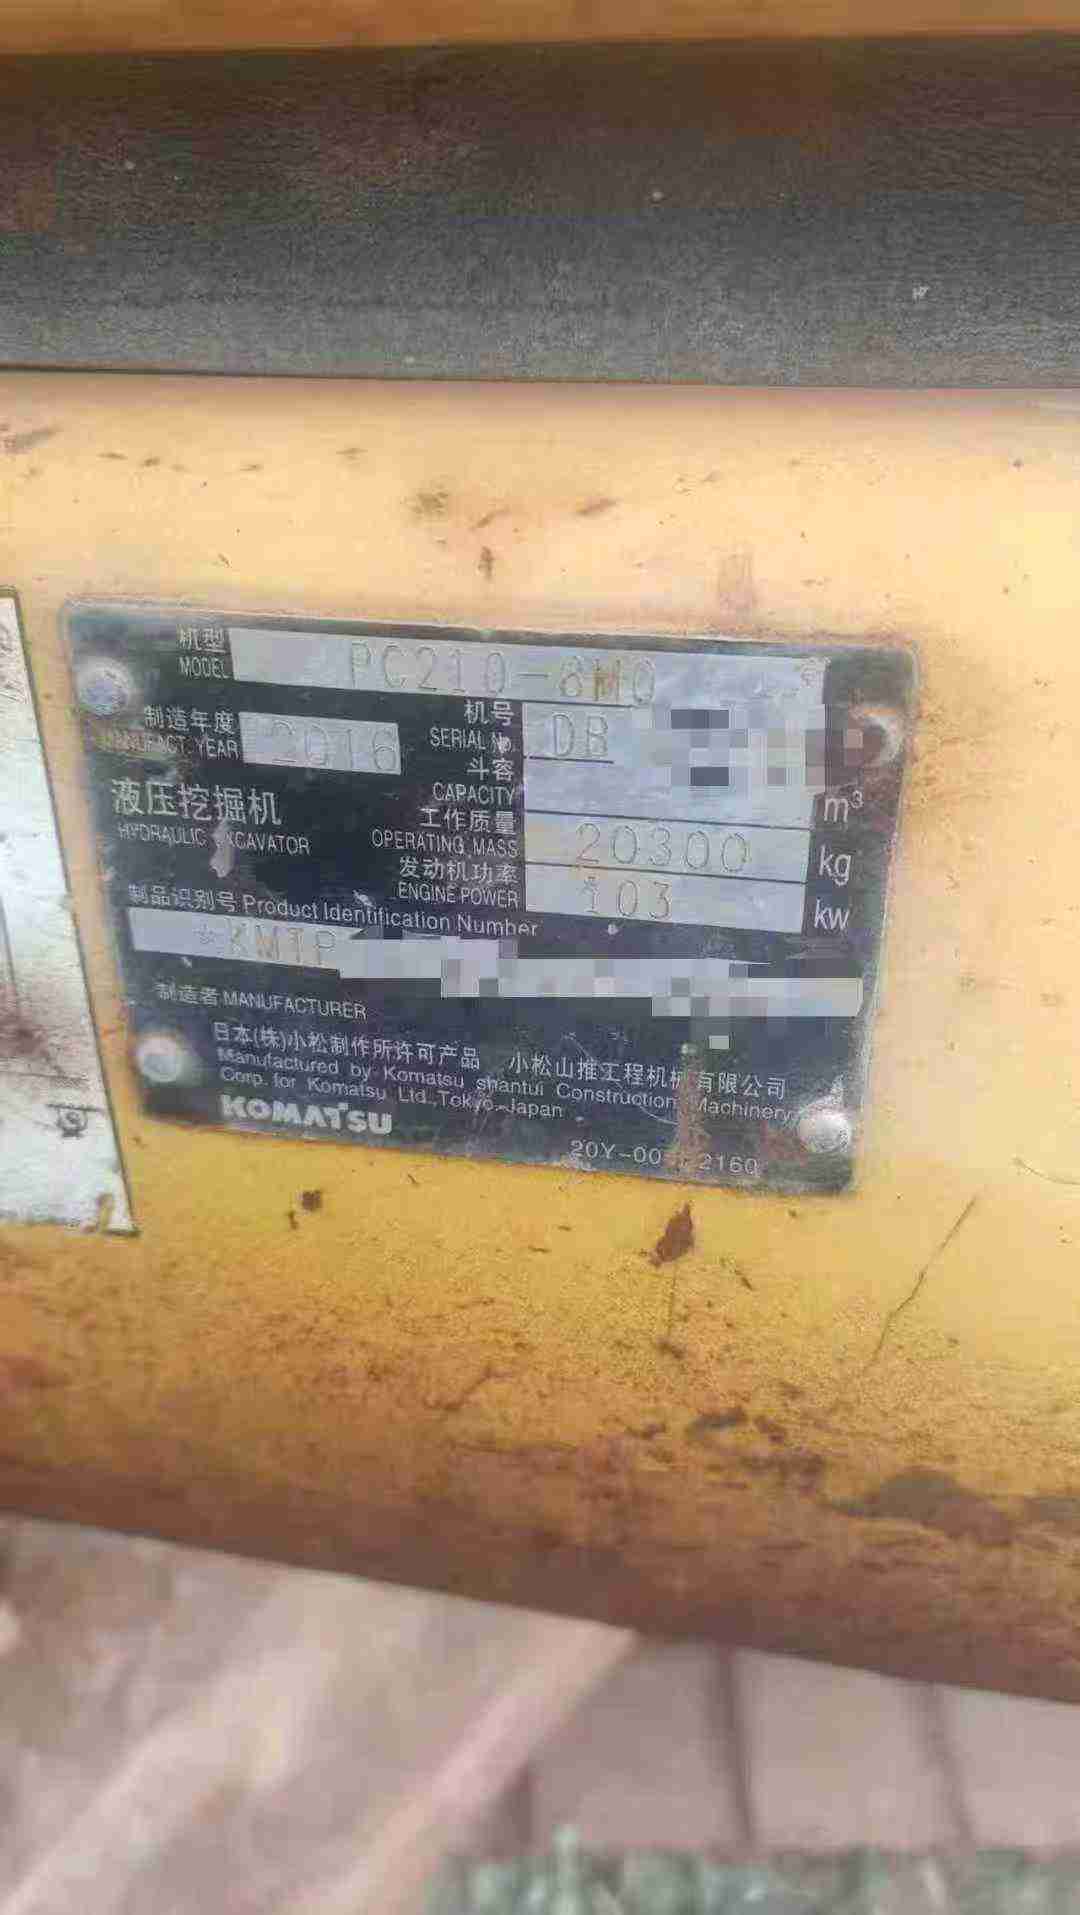 机型
MODEL PC210-8M0
制造年度
MANUFACT. YEAR 2016
机号
SERIAL No. DB
斗容
CAPACITY m³
液压挖掘机
HYDRAULIC EXCAVATOR
工作质量
OPERATING MASS 20300 kg
发动机功率
ENGINE POWER 103 kw
制品识别号 Product Identification Number
*KMTP
制造者 MANUFACTURER
日本(株)小松制作所许可产品 小松山推工程机械有限公司
Manufactured by Komatsu shantui Construction Machinery
Corp. for Komatsu Ltd.,Tokyo,Japan
KOMATSU
20Y-00 2160